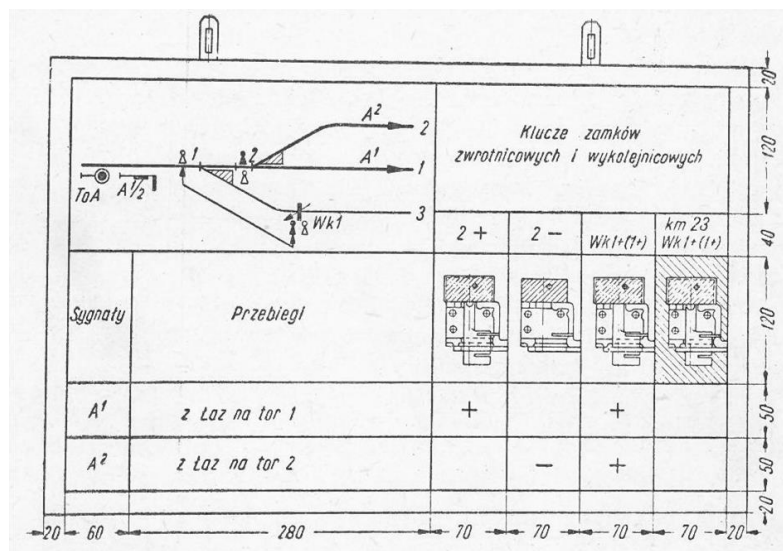 A²
2
1
2
A¹
1
ToA
A½
Wk1
3
Klucze zamków
zwrotnicowych i wykolejnicowych
2 +
2 −
Wk1+(1+)
km 23
Wk1+(1+)
Sygnały
Przebiegi
A¹
z Łaz na tor 1
+
+
A²
z Łaz na tor 2
−
+
20
120
40
120
50
50
20
20
60
280
70
70
70
70
20